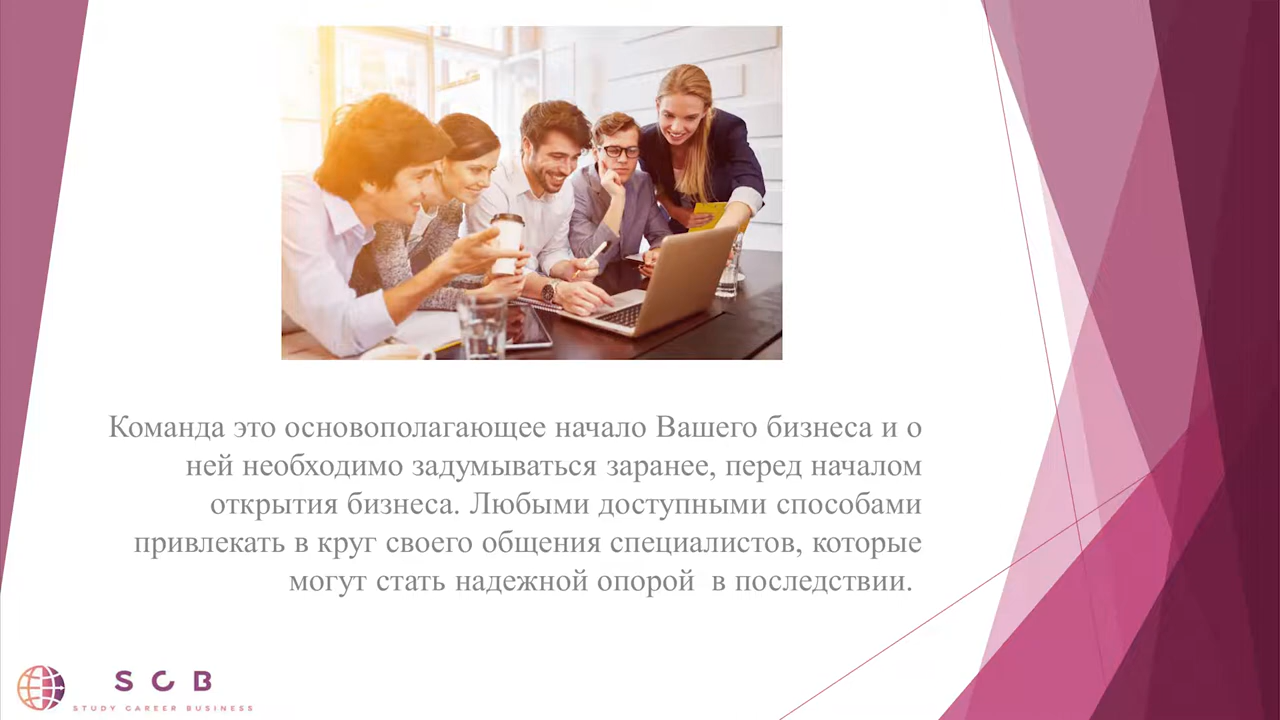 Команда это основополагающее начало Вашего бизнеса и о
ней необходимо задумываться заранее, перед началом
открытия бизнеса. Любыми доступными способами
привлекать в круг своего общения специалистов, которые
могут стать надежной опорой  в последствии.
S C B
STUDY CAREER BUSINESS